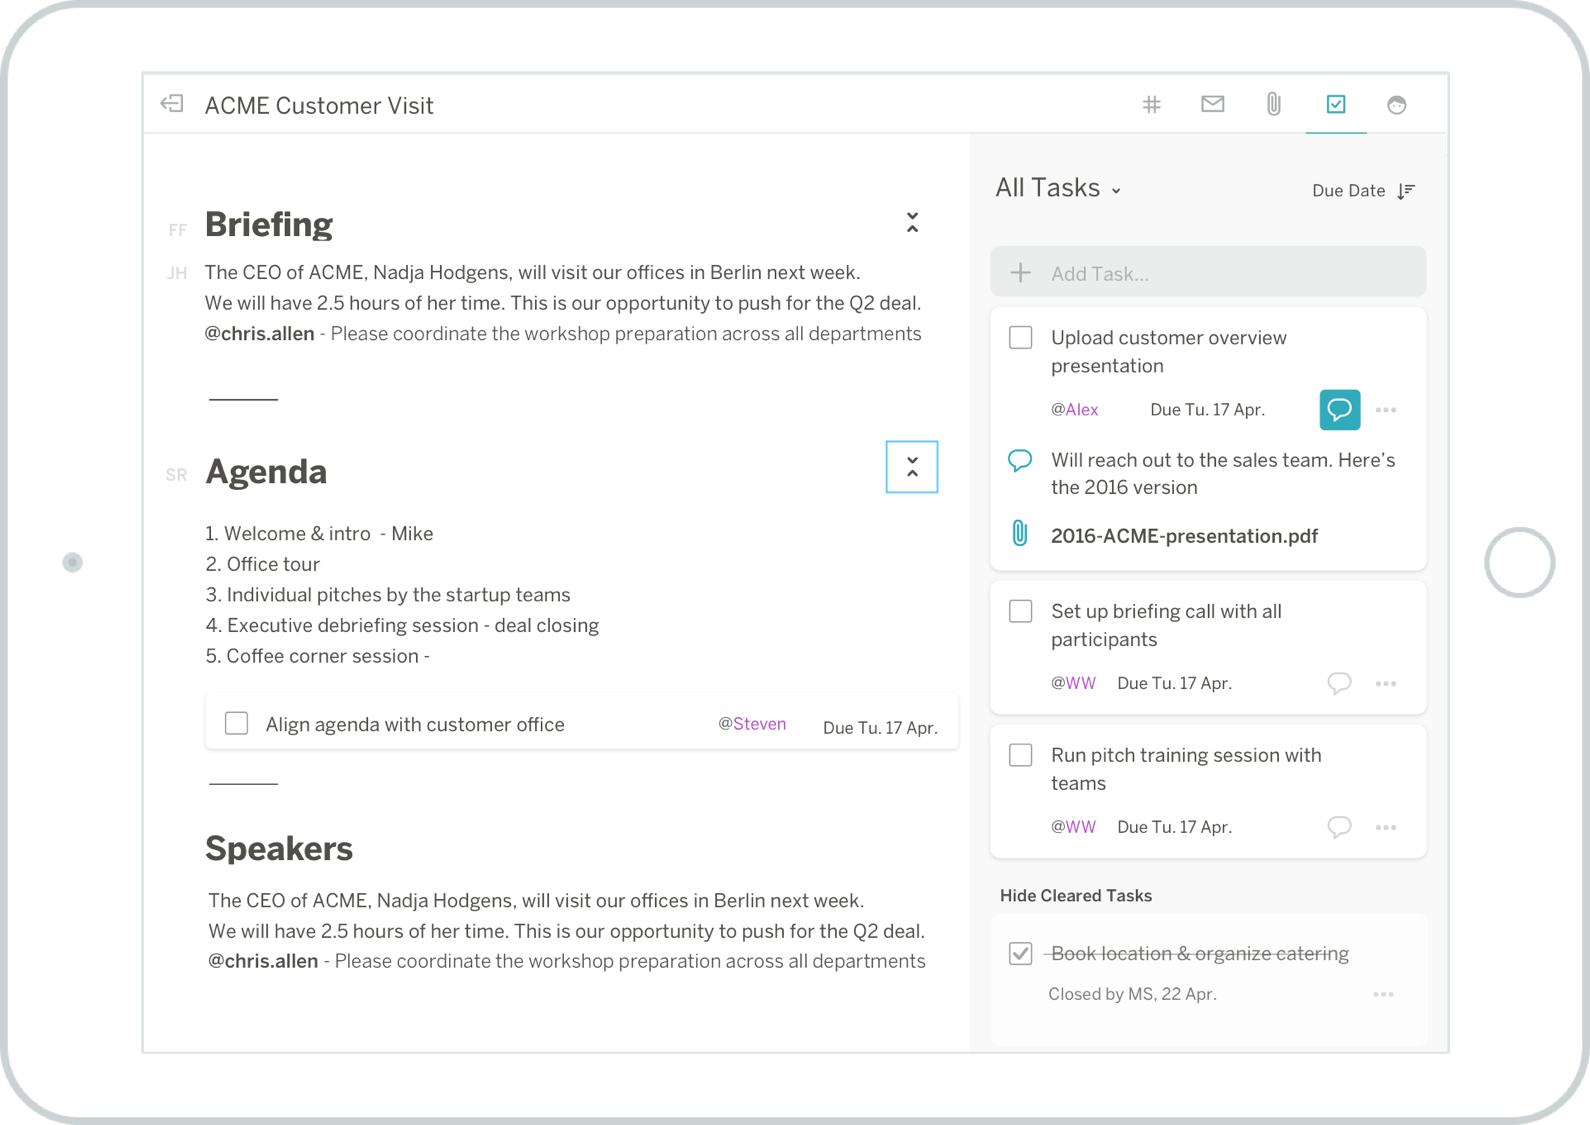 ACME Customer Visit
FF Briefing
JH The CEO of ACME, Nadja Hodgens, will visit our offices in Berlin next week.
We will have 2.5 hours of her time. This is our opportunity to push for the Q2 deal.
@chris.allen - Please coordinate the workshop preparation across all departments
SR Agenda
1. Welcome & intro - Mike
2. Office tour
3. Individual pitches by the startup teams
4. Executive debriefing session - deal closing
5. Coffee corner session -
Align agenda with customer office @Steven Due Tu. 17 Apr.
Speakers
The CEO of ACME, Nadja Hodgens, will visit our offices in Berlin next week.
We will have 2.5 hours of her time. This is our opportunity to push for the Q2 deal.
@chris.allen - Please coordinate the workshop preparation across all departments
All Tasks Due Date
Add Task...
Upload customer overview
presentation
@Alex Due Tu. 17 Apr.
Will reach out to the sales team. Here's
the 2016 version
2016-ACME-presentation.pdf
Set up briefing call with all
participants
@WW Due Tu. 17 Apr.
Run pitch training session with
teams
@WW Due Tu. 17 Apr.
Hide Cleared Tasks
Book location & organize catering
Closed by MS, 22 Apr.